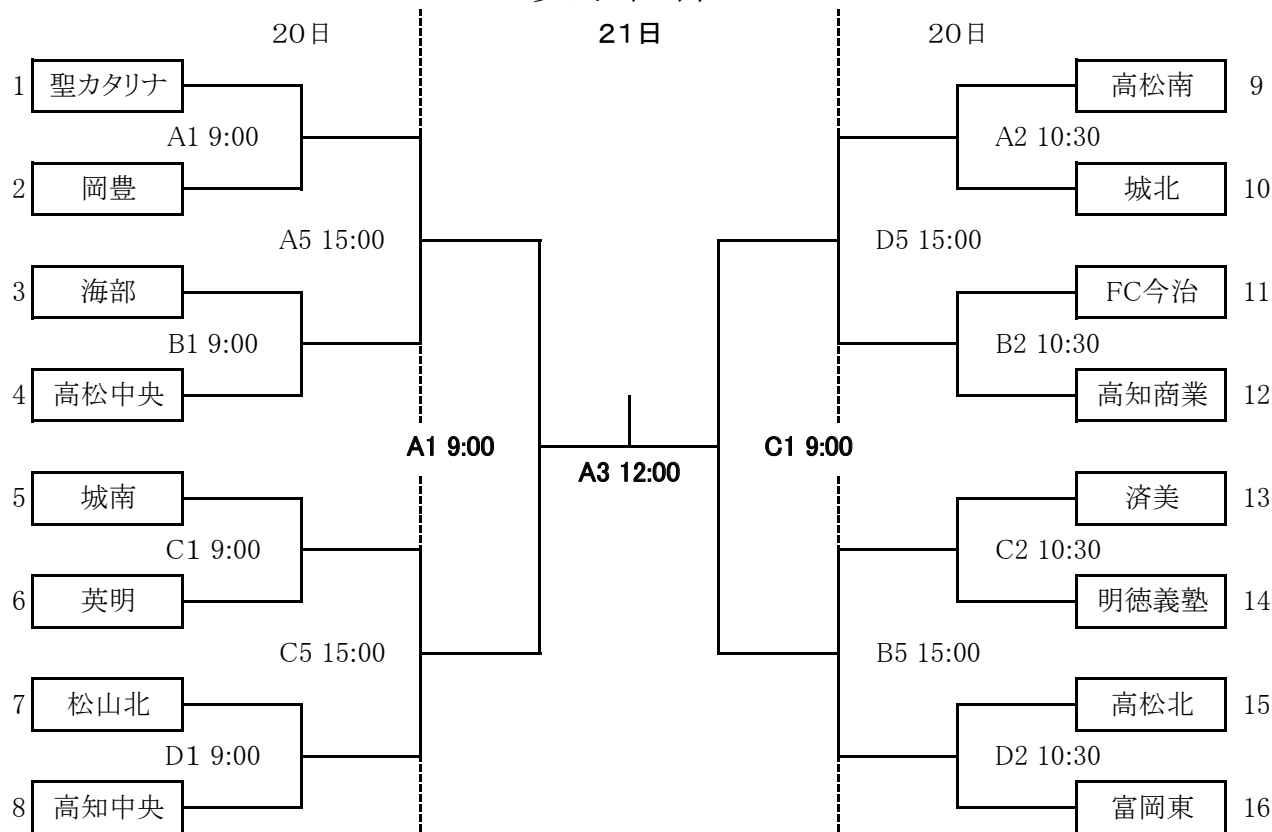 20日 21日 20日
1 聖カタリナ 高松南 9
A1 9:00 A2 10:30
2 岡豊 城北 10
A5 15:00 D5 15:00
3 海部 FC今治 11
B1 9:00 B2 10:30
4 高松中央 高知商業 12
A1 9:00 C1 9:00
A3 12:00
5 城南 済美 13
C1 9:00 C2 10:30
6 英明 明徳義塾 14
C5 15:00 B5 15:00
7 松山北 高松北 15
D1 9:00 D2 10:30
8 高知中央 富岡東 16